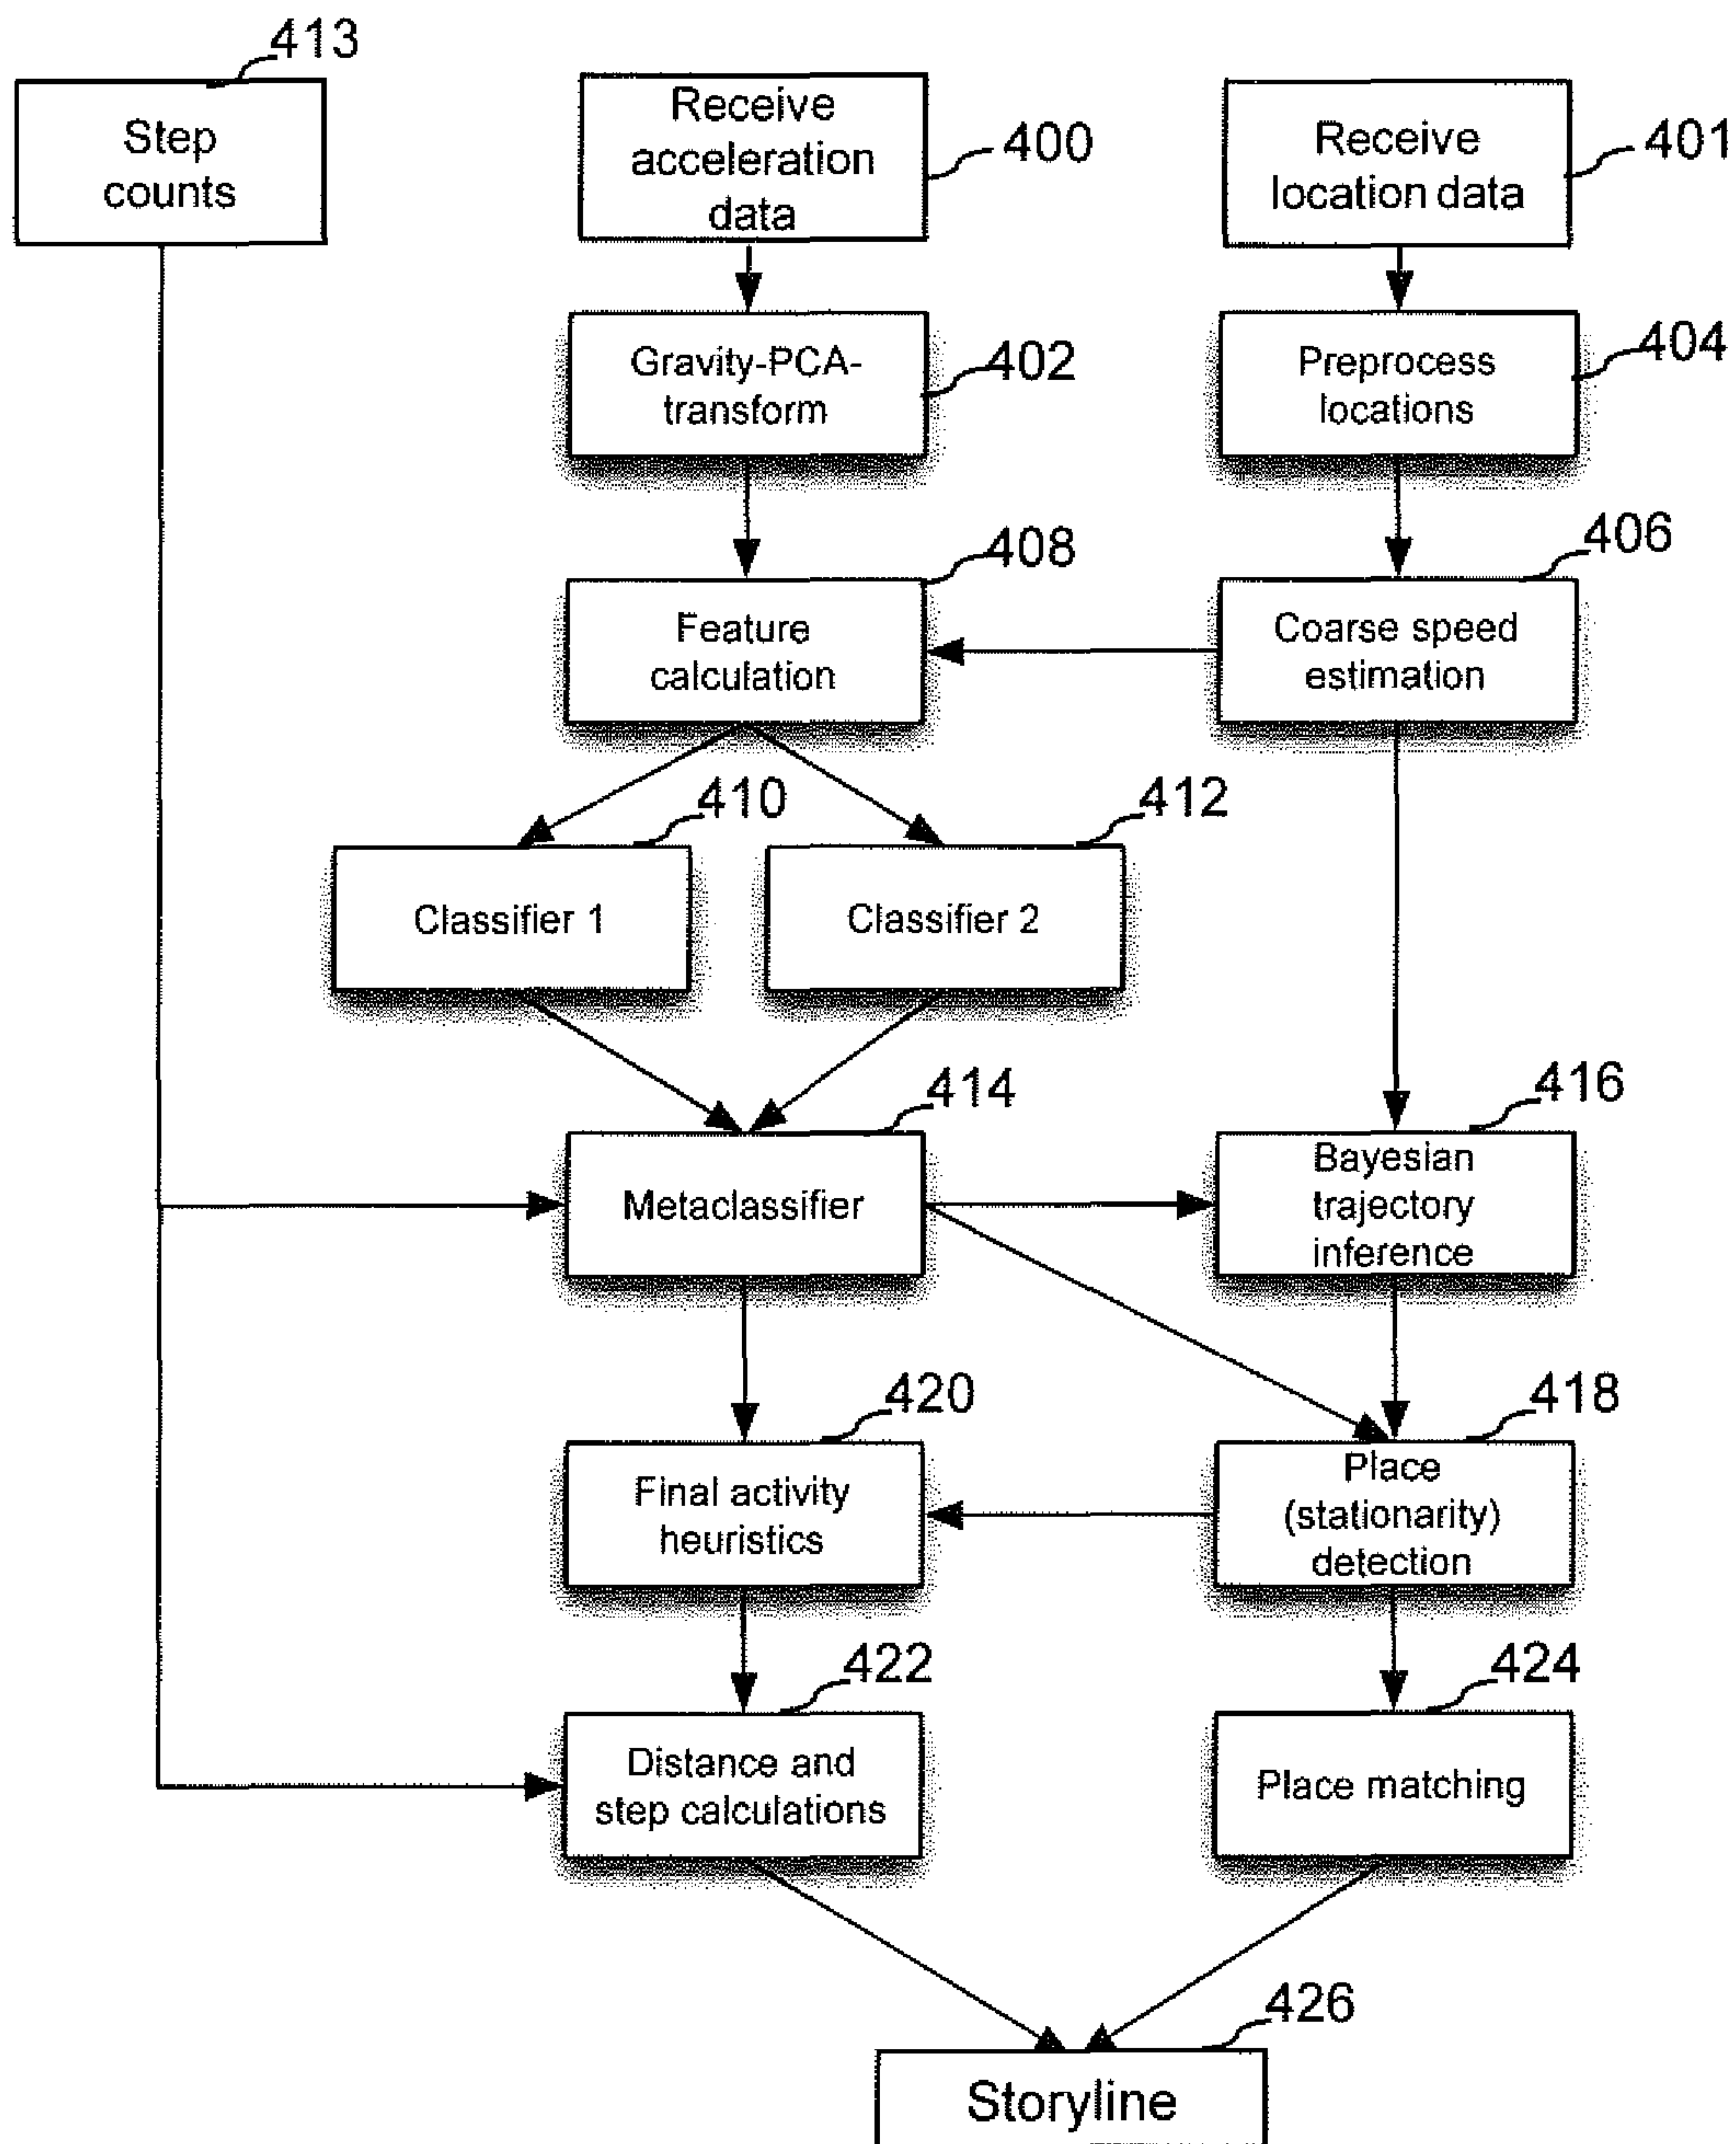 413
Step
counts
Receive
acceleration
data
400
Receive
location data
401
Gravity-PCA-
transform
402
Preprocess
locations
404
Feature
calculation
408
Coarse speed
estimation
406
410
Classifier 1
412
Classifier 2
414
Metaclassifier
416
Bayesian
trajectory
inference
420
Final activity
heuristics
418
Place
(stationarity)
detection
422
Distance and
step calculations
424
Place matching
426
Storyline